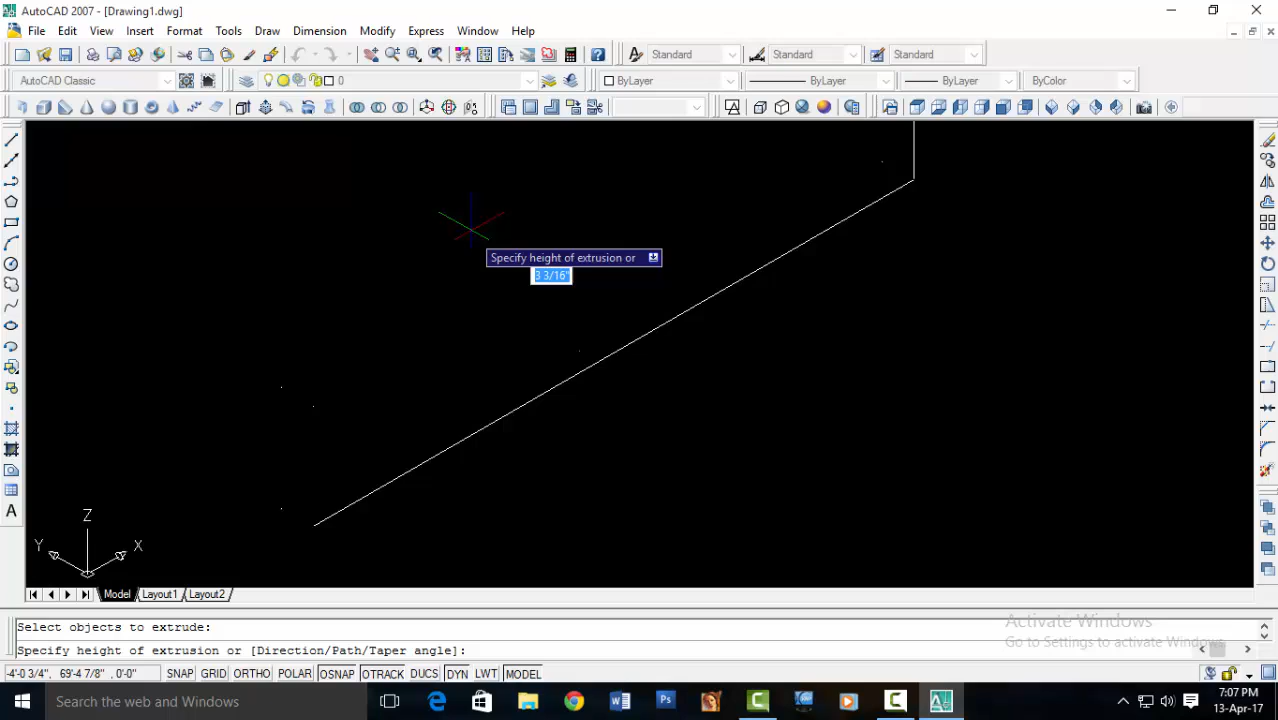 AutoCAD 2007 - [Drawing1.dwg]
File Edit View Insert Format Tools Draw Dimension Modify Express Window Help
Standard Standard Standard
AutoCAD Classic 0 ByLayer ByLayer ByLayer ByColor
Specify height of extrusion or
3 3/16"
Z
Y X
Model Layout1 Layout2
Select objects to extrude:
Specify height of extrusion or [Direction/Path/Taper angle]:
Activate Windows
Go to Settings to activate Windows.
-4'-0 3/4", 69'-4 7/8", 0'-0" SNAP GRID ORTHO POLAR OSNAP OTRACK DUCS DYN LWT MODEL
Search the web and Windows
7:07 PM
13-Apr-17